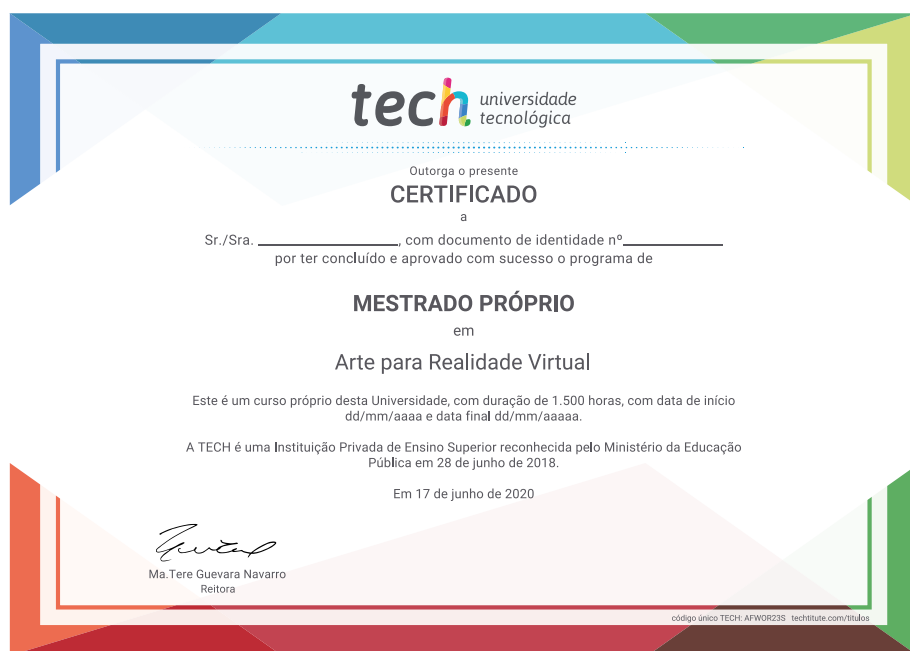 tech universidade
tecnológica
Outorga o presente
CERTIFICADO
a
Sr./Sra. ____________________, com documento de identidade nº______________
por ter concluído e aprovado com sucesso o programa de
MESTRADO PRÓPRIO
em
Arte para Realidade Virtual
Este é um curso próprio desta Universidade, com duração de 1.500 horas, com data de início
dd/mm/aaaa e data final dd/mm/aaaaa.
A TECH é uma Instituição Privada de Ensino Superior reconhecida pelo Ministério da Educação
Pública em 28 de junho de 2018.
Em 17 de junho de 2020
Ma.Tere Guevara Navarro
Reitora
código único TECH: AFWOR23S techtitute.com/titulos